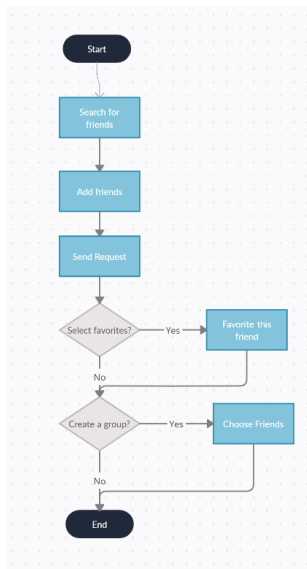 Start
Search for
friends
Add friends
Send Request
Select favorites?
Yes
Favorite this
friend
No
Create a group?
Yes
Choose Friends
No
End